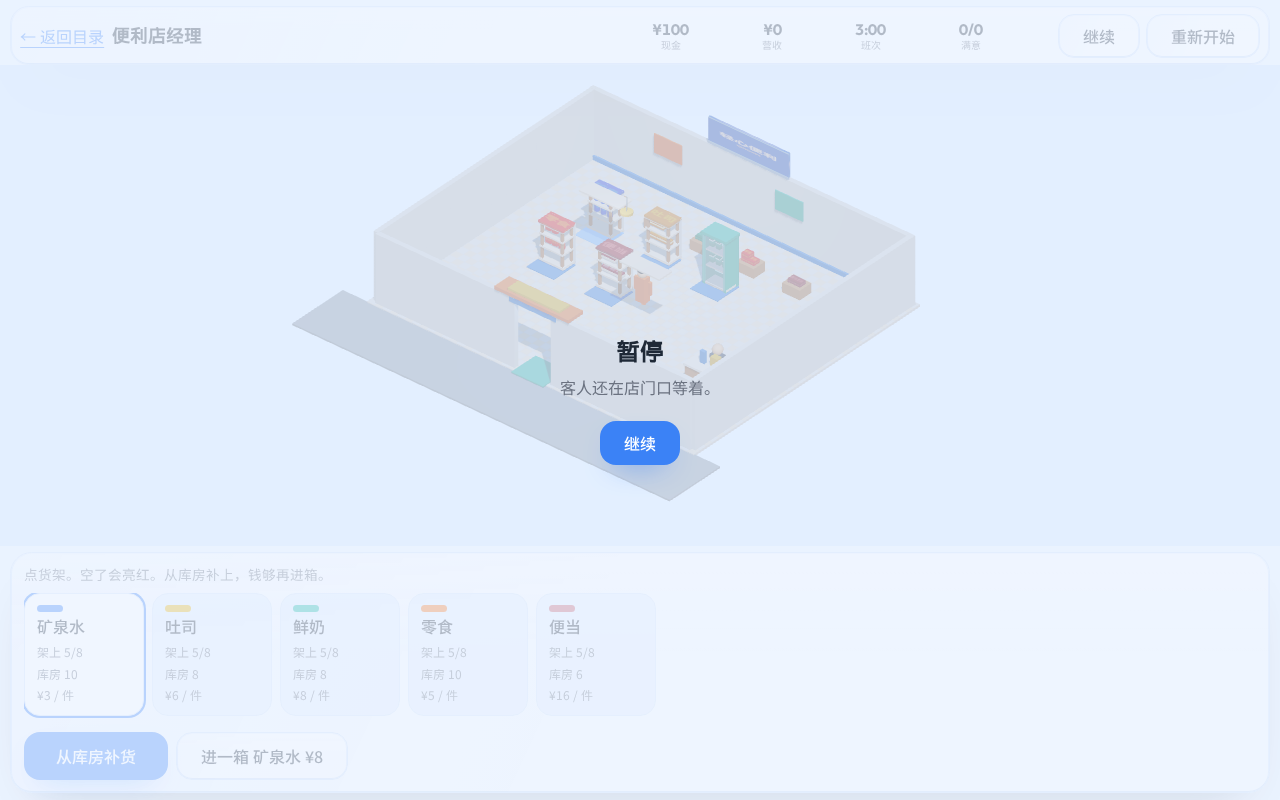 ← 返回目录 便利店经理
¥100 ¥0 3:00 0/0
现金 营收 班次 满意
继续 重新开始
暂停
客人还在店门口等着。
继续
点货架。空了会亮红。从库房补上，钱够再进箱。
矿泉水 吐司 鲜奶 零食 便当
架上 5/8 架上 5/8 架上 5/8 架上 5/8 架上 5/8
库房 10 库房 8 库房 8 库房 10 库房 6
¥3 / 件 ¥6 / 件 ¥8 / 件 ¥5 / 件 ¥16 / 件
从库房补货 进一箱 矿泉水 ¥8